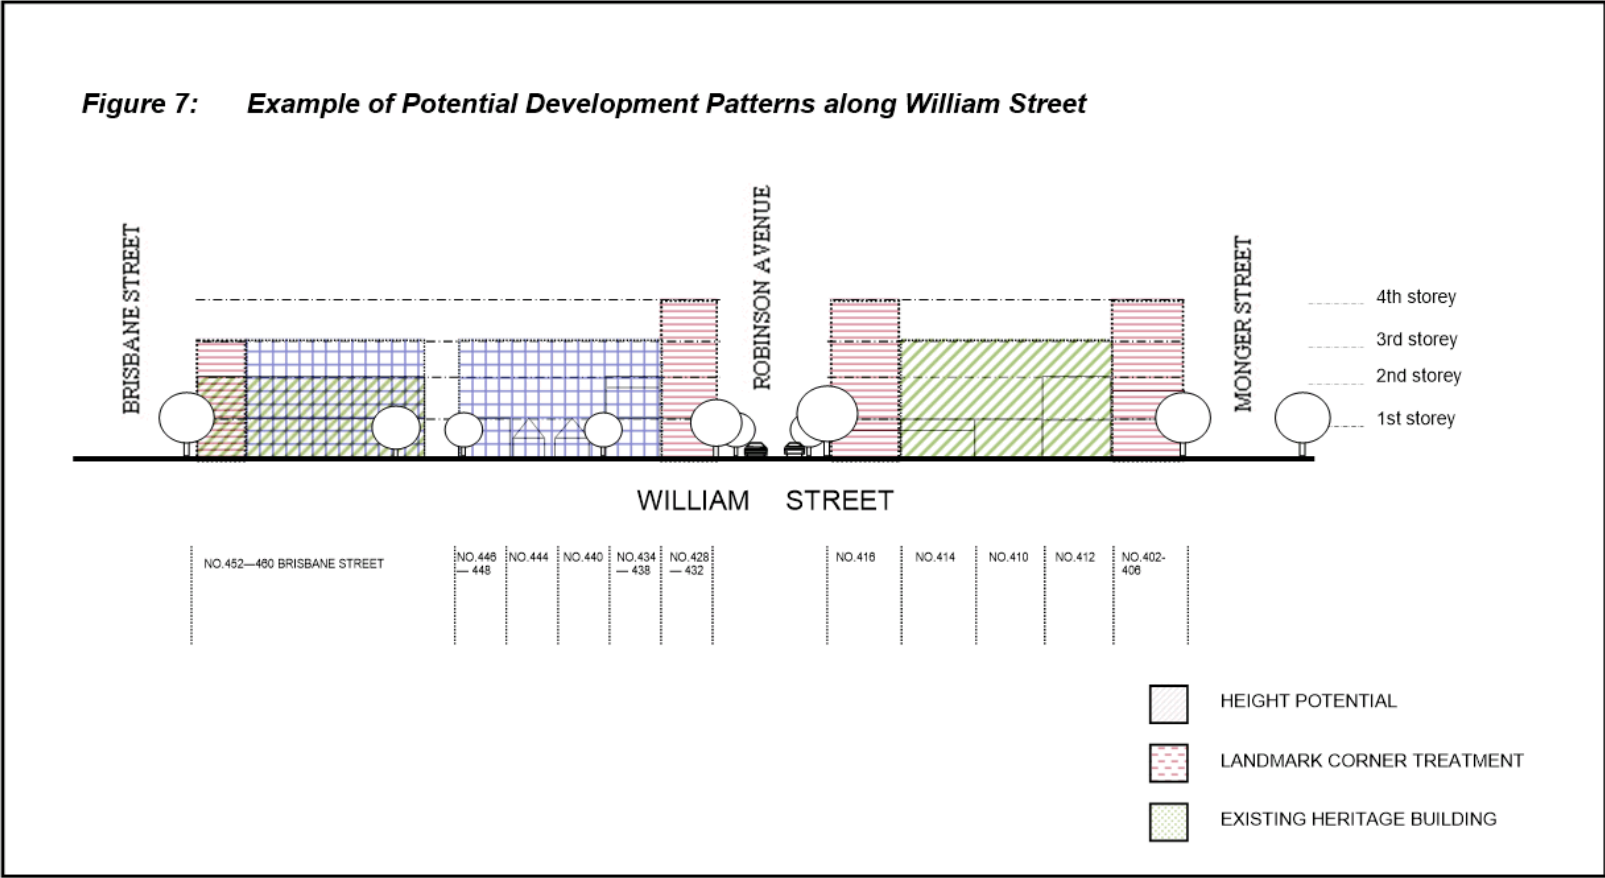 Figure 7: Example of Potential Development Patterns along William Street
BRISBANE STREET
ROBINSON AVENUE
MONGER STREET
4th storey
3rd storey
2nd storey
1st storey
WILLIAM STREET
NO.452—460 BRISBANE STREET
NO.446
— 448
NO.444
NO.440
NO.434
— 438
NO.428
— 432
NO.416
NO.414
NO.410
NO.412
NO.402-
406
HEIGHT POTENTIAL
LANDMARK CORNER TREATMENT
EXISTING HERITAGE BUILDING